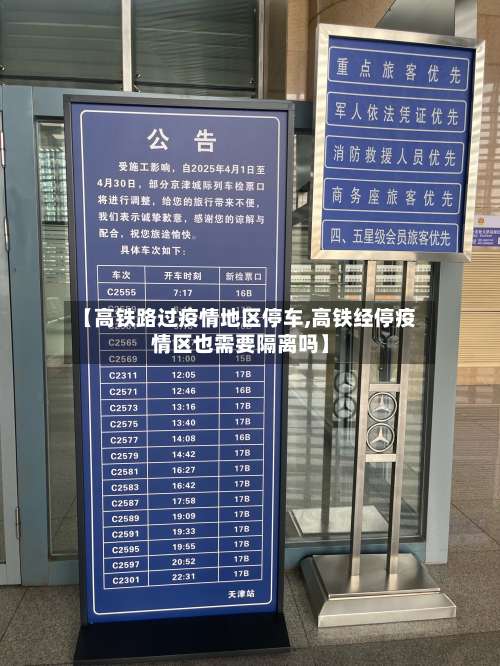 公告
受施工影响，自2025年4月1日至
4月30日，部分京津城际列车检票口
将进行调整，给您的旅行带来不便，
我们表示诚挚歉意，感谢您的谅解与
配合，祝您旅途愉快。
具体车次如下：
车次 开车时刻 新检票口
C2555 7:17 16B
【高铁路过疫情地区停车,高铁经停疫
情区也需要隔离吗】
C2565
C2569 11:00 15B
C2311 11:05 17B
C2571 12:46 16B
C2573 13:16 17B
C2575 13:40 17B
C2577 14:08 16B
C2579 14:42 17B
C2581 16:27 17B
C2583 16:42 17B
C2587 17:58 17B
C2589 19:09 17B
C2591 19:33 17B
C2595 19:55 17B
C2597 20:52 17B
C2301 22:31 17B
天津站
重点旅客优先
军人依法凭证优先
消防救援人员优先
商务座旅客优先
四、五星级会员旅客优先